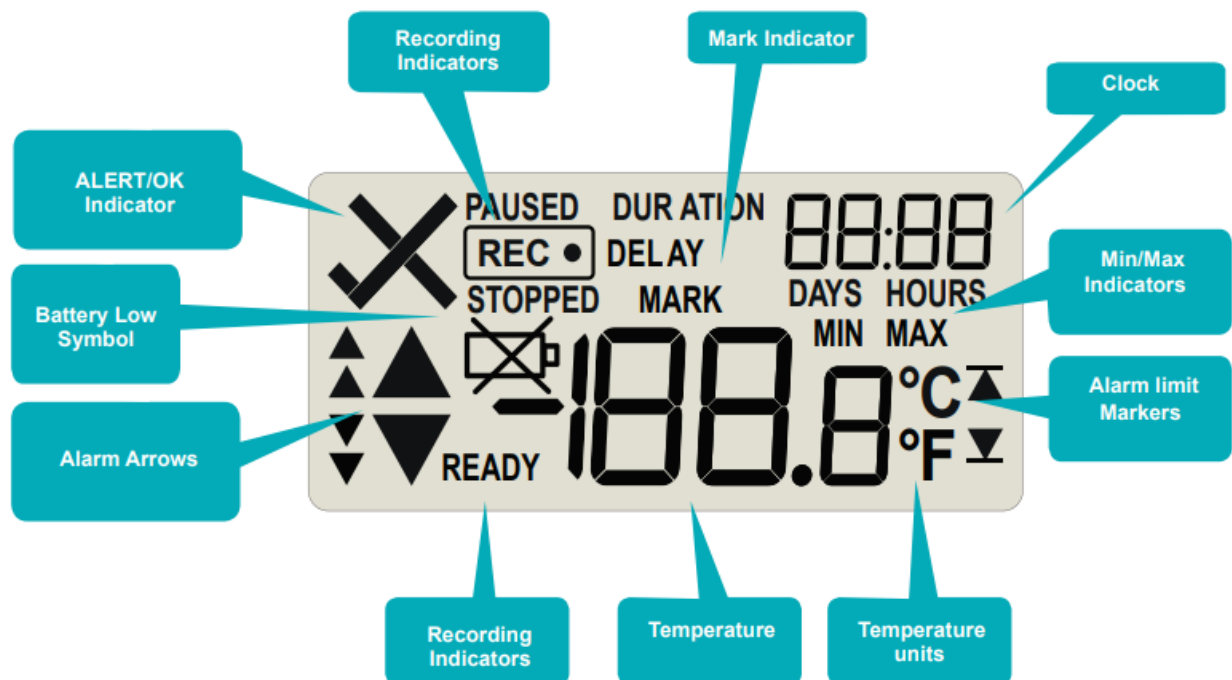 Recording
Indicators
Mark Indicator
Clock
ALERT/OK
Indicator
PAUSED DURATION 88:88
REC DELAY
STOPPED MARK DAYS HOURS
MIN MAX
Min/Max
Indicators
Battery Low
Symbol
-188.8 °C
°F
Alarm limit
Markers
Alarm Arrows
READY
Recording
Indicators
Temperature
Temperature
units